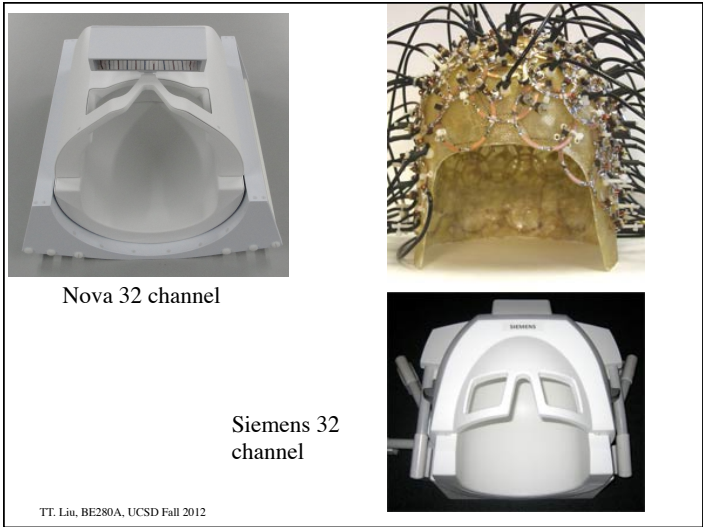 Nova 32 channel
SIEMENS
Siemens 32
channel
TT. Liu, BE280A, UCSD Fall 2012